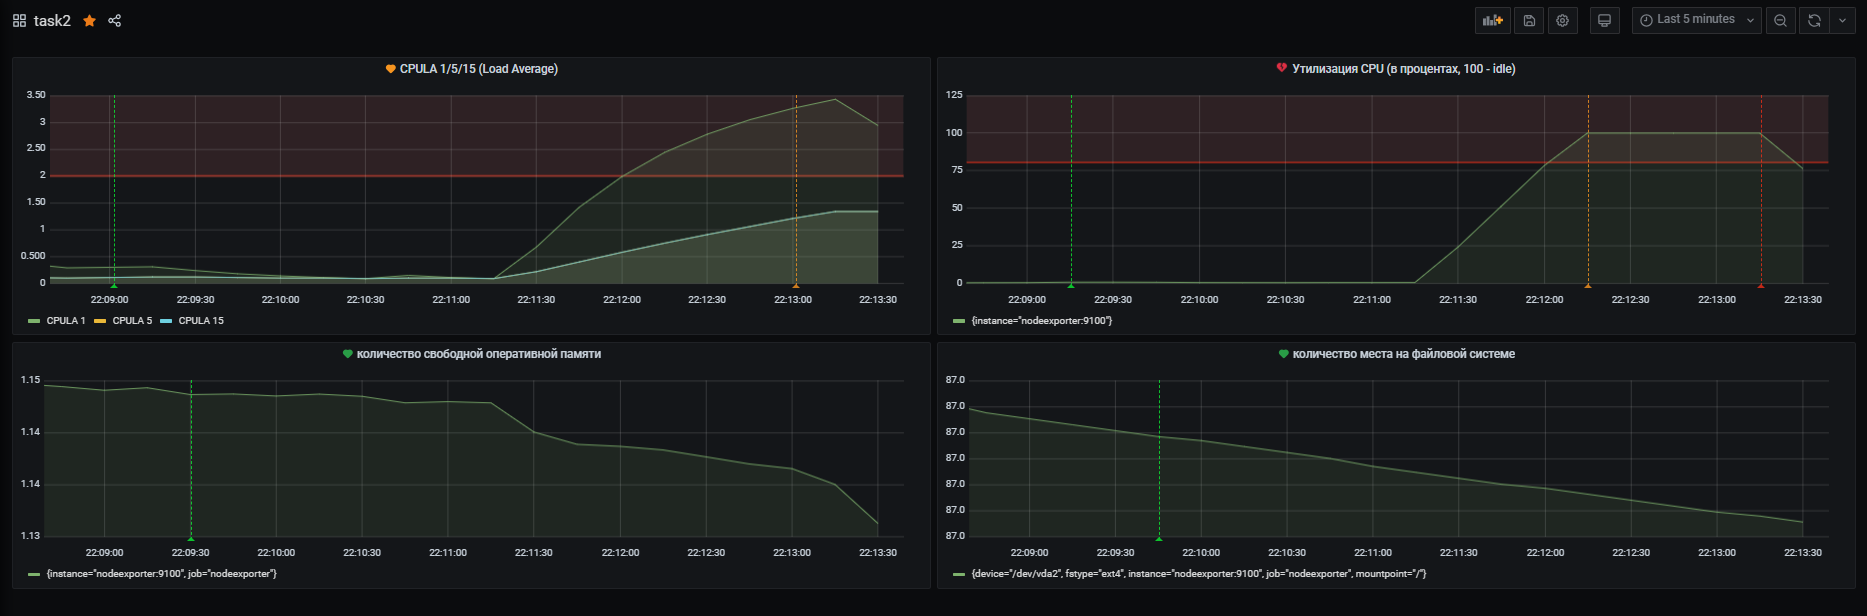 task2
Last 5 minutes
CPULA 1/5/15 (Load Average)
3.50
3
2.50
2
1.50
1
0.500
0
22:09:00 22:09:30 22:10:00 22:10:30 22:11:00 22:11:30 22:12:00 22:12:30 22:13:00 22:13:30
CPULA 1 CPULA 5 CPULA 15
Утилизация CPU (в процентах, 100 - idle)
125
100
75
50
25
0
22:09:00 22:09:30 22:10:00 22:10:30 22:11:00 22:11:30 22:12:00 22:12:30 22:13:00 22:13:30
{instance="nodeexporter:9100"}
количество свободной оперативной памяти
1.15
1.14
1.14
1.13
22:09:00 22:09:30 22:10:00 22:10:30 22:11:00 22:11:30 22:12:00 22:12:30 22:13:00 22:13:30
{instance="nodeexporter:9100", job="nodeexporter"}
количество места на файловой системе
87.0
87.0
87.0
87.0
87.0
87.0
87.0
22:09:00 22:09:30 22:10:00 22:10:30 22:11:00 22:11:30 22:12:00 22:12:30 22:13:00 22:13:30
{device="/dev/vda2", fstype="ext4", instance="nodeexporter:9100", job="nodeexporter", mountpoint="/"}